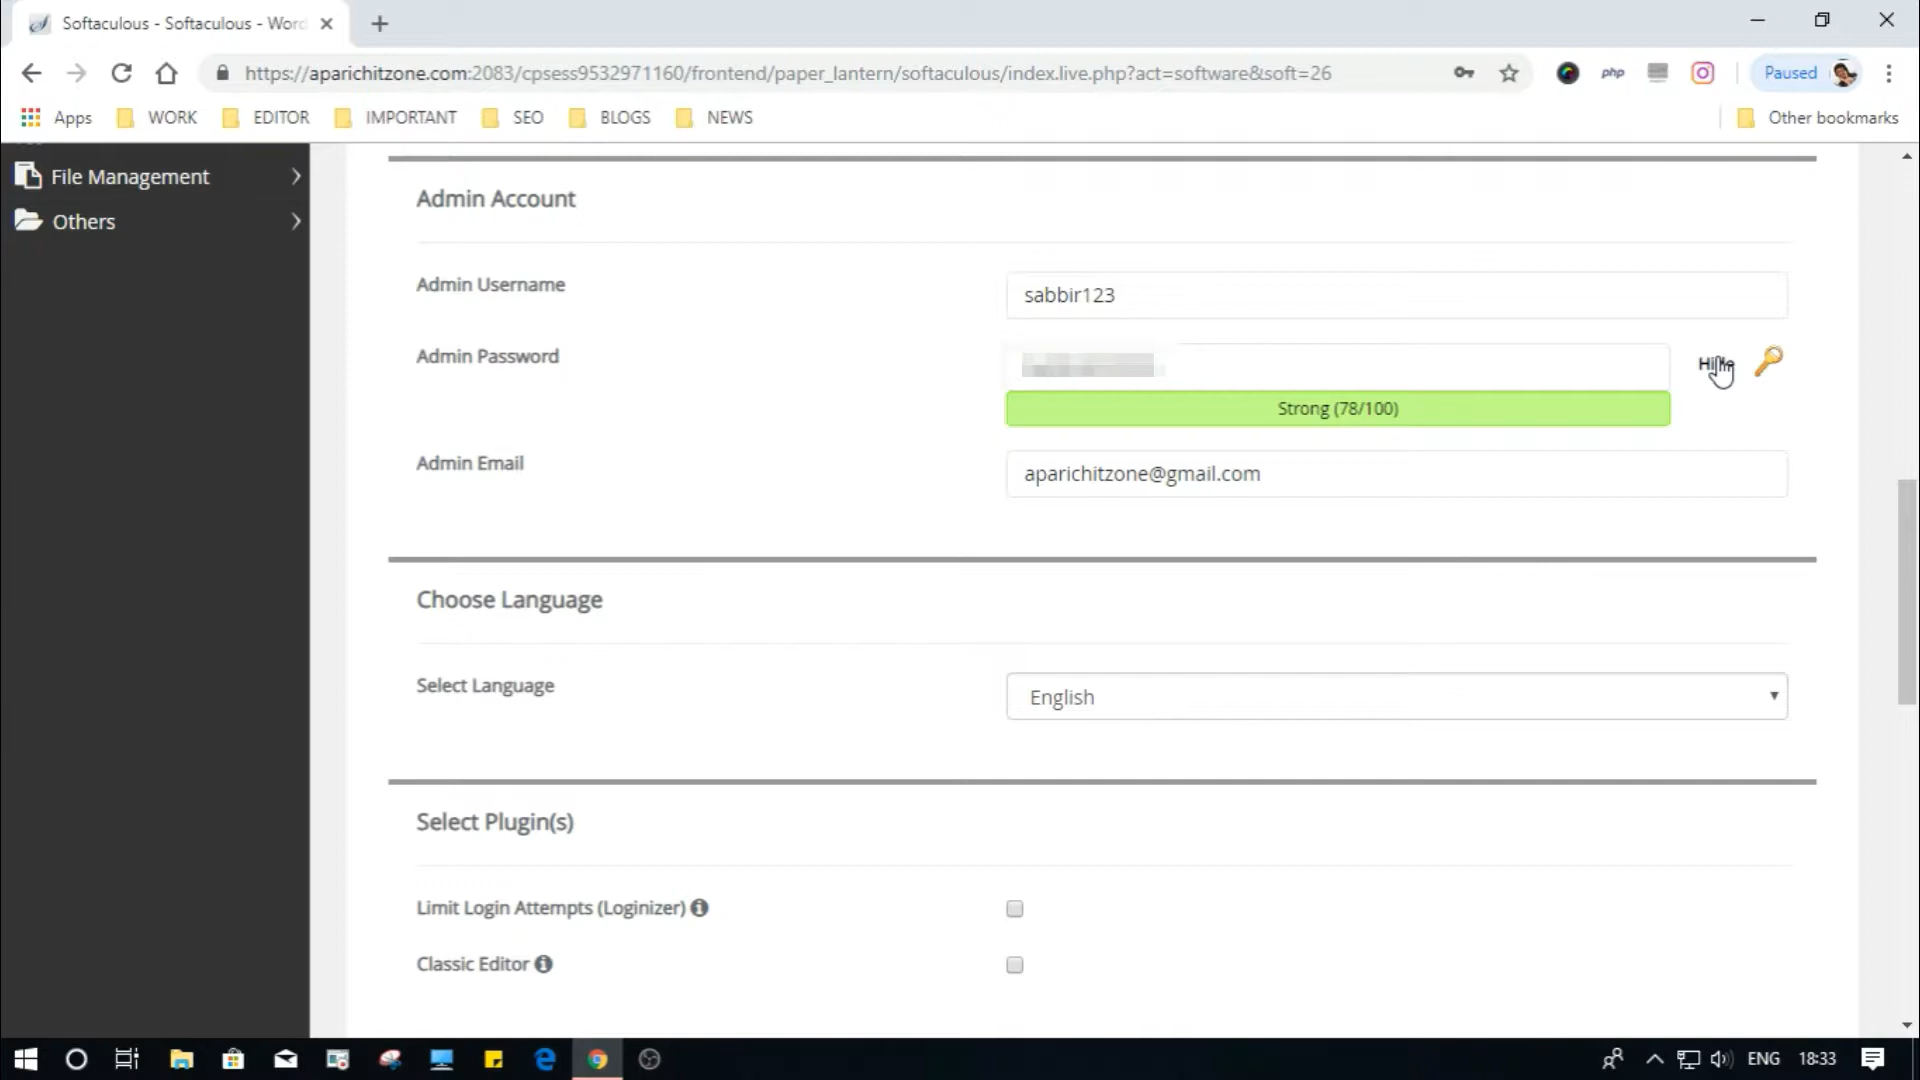 Softaculous - Softaculous - Word
https://aparichitzone.com:2083/cpsess9532971160/frontend/paper_lantern/softaculous/index.live.php?act=software&soft=26
php
Paused
Apps
WORK
EDITOR
IMPORTANT
SEO
BLOGS
NEWS
Other bookmarks
File Management
Others
Admin Account
Admin Username
sabbir123
Admin Password
Strong (78/100)
Admin Email
aparichitzone@gmail.com
Choose Language
Select Language
English
Select Plugin(s)
Limit Login Attempts (Loginizer)
Classic Editor
ENG
18:33